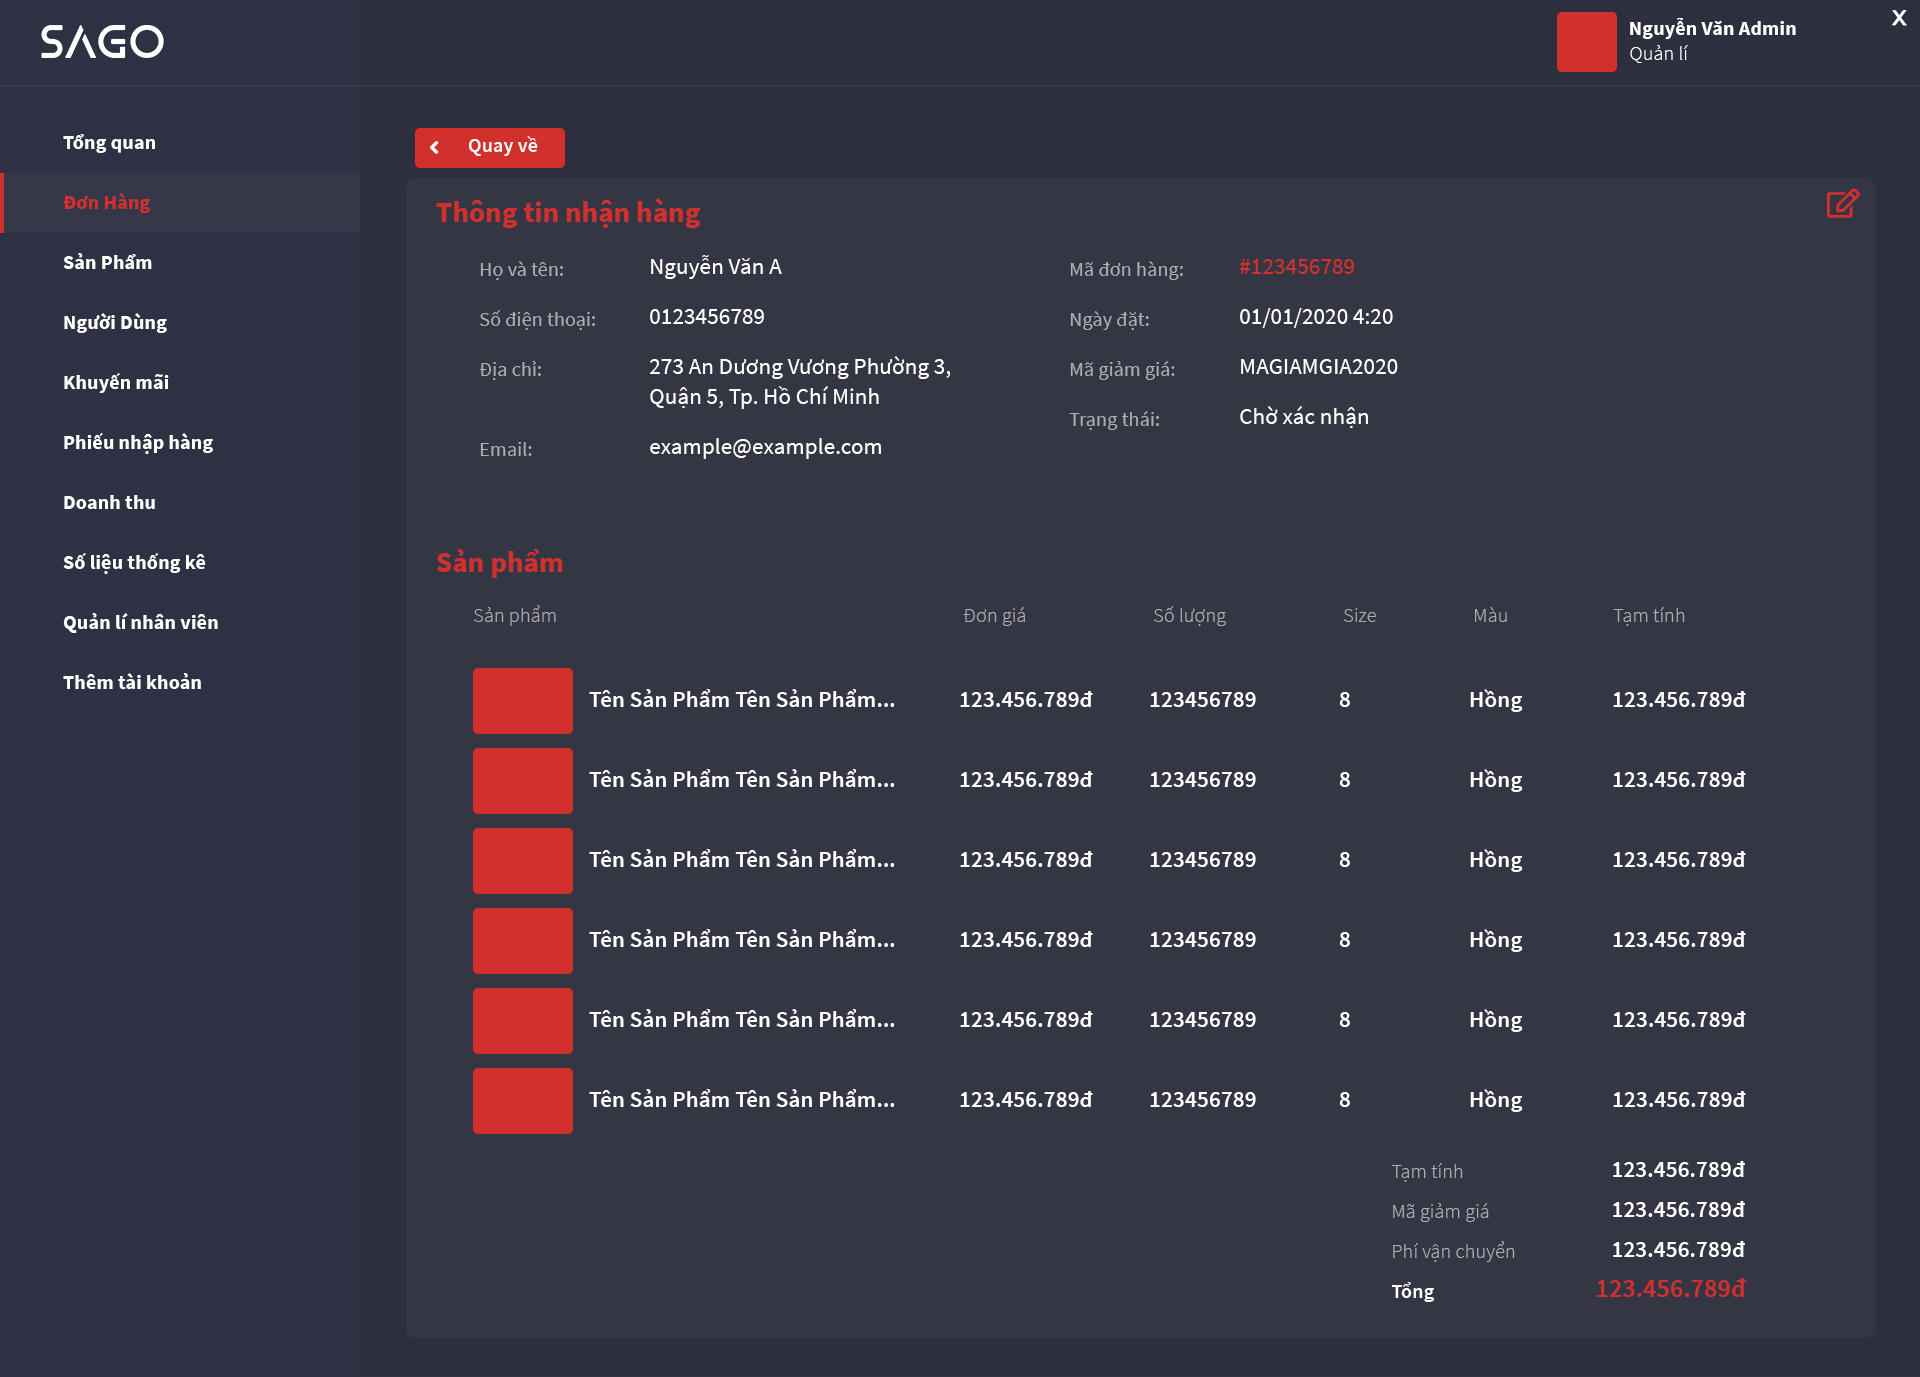 SAGO
Nguyễn Văn Admin
Quản lí
X
Tổng quan
Đơn Hàng
Sản Phẩm
Người Dùng
Khuyến mãi
Phiếu nhập hàng
Doanh thu
Số liệu thống kê
Quản lí nhân viên
Thêm tài khoản
Quay về
Thông tin nhận hàng
Họ và tên: Nguyễn Văn A
Số điện thoại: 0123456789
Địa chỉ: 273 An Dương Vương Phường 3,
Quận 5, Tp. Hồ Chí Minh
Email: example@example.com
Mã đơn hàng: #123456789
Ngày đặt: 01/01/2020 4:20
Mã giảm giá: MAGIAMGIA2020
Trạng thái: Chờ xác nhận
Sản phẩm
Sản phẩm Đơn giá Số lượng Size Màu Tạm tính
Tên Sản Phẩm Tên Sản Phẩm... 123.456.789đ 123456789 8 Hồng 123.456.789đ
Tên Sản Phẩm Tên Sản Phẩm... 123.456.789đ 123456789 8 Hồng 123.456.789đ
Tên Sản Phẩm Tên Sản Phẩm... 123.456.789đ 123456789 8 Hồng 123.456.789đ
Tên Sản Phẩm Tên Sản Phẩm... 123.456.789đ 123456789 8 Hồng 123.456.789đ
Tên Sản Phẩm Tên Sản Phẩm... 123.456.789đ 123456789 8 Hồng 123.456.789đ
Tên Sản Phẩm Tên Sản Phẩm... 123.456.789đ 123456789 8 Hồng 123.456.789đ
Tạm tính 123.456.789đ
Mã giảm giá 123.456.789đ
Phí vận chuyển 123.456.789đ
Tổng 123.456.789đ